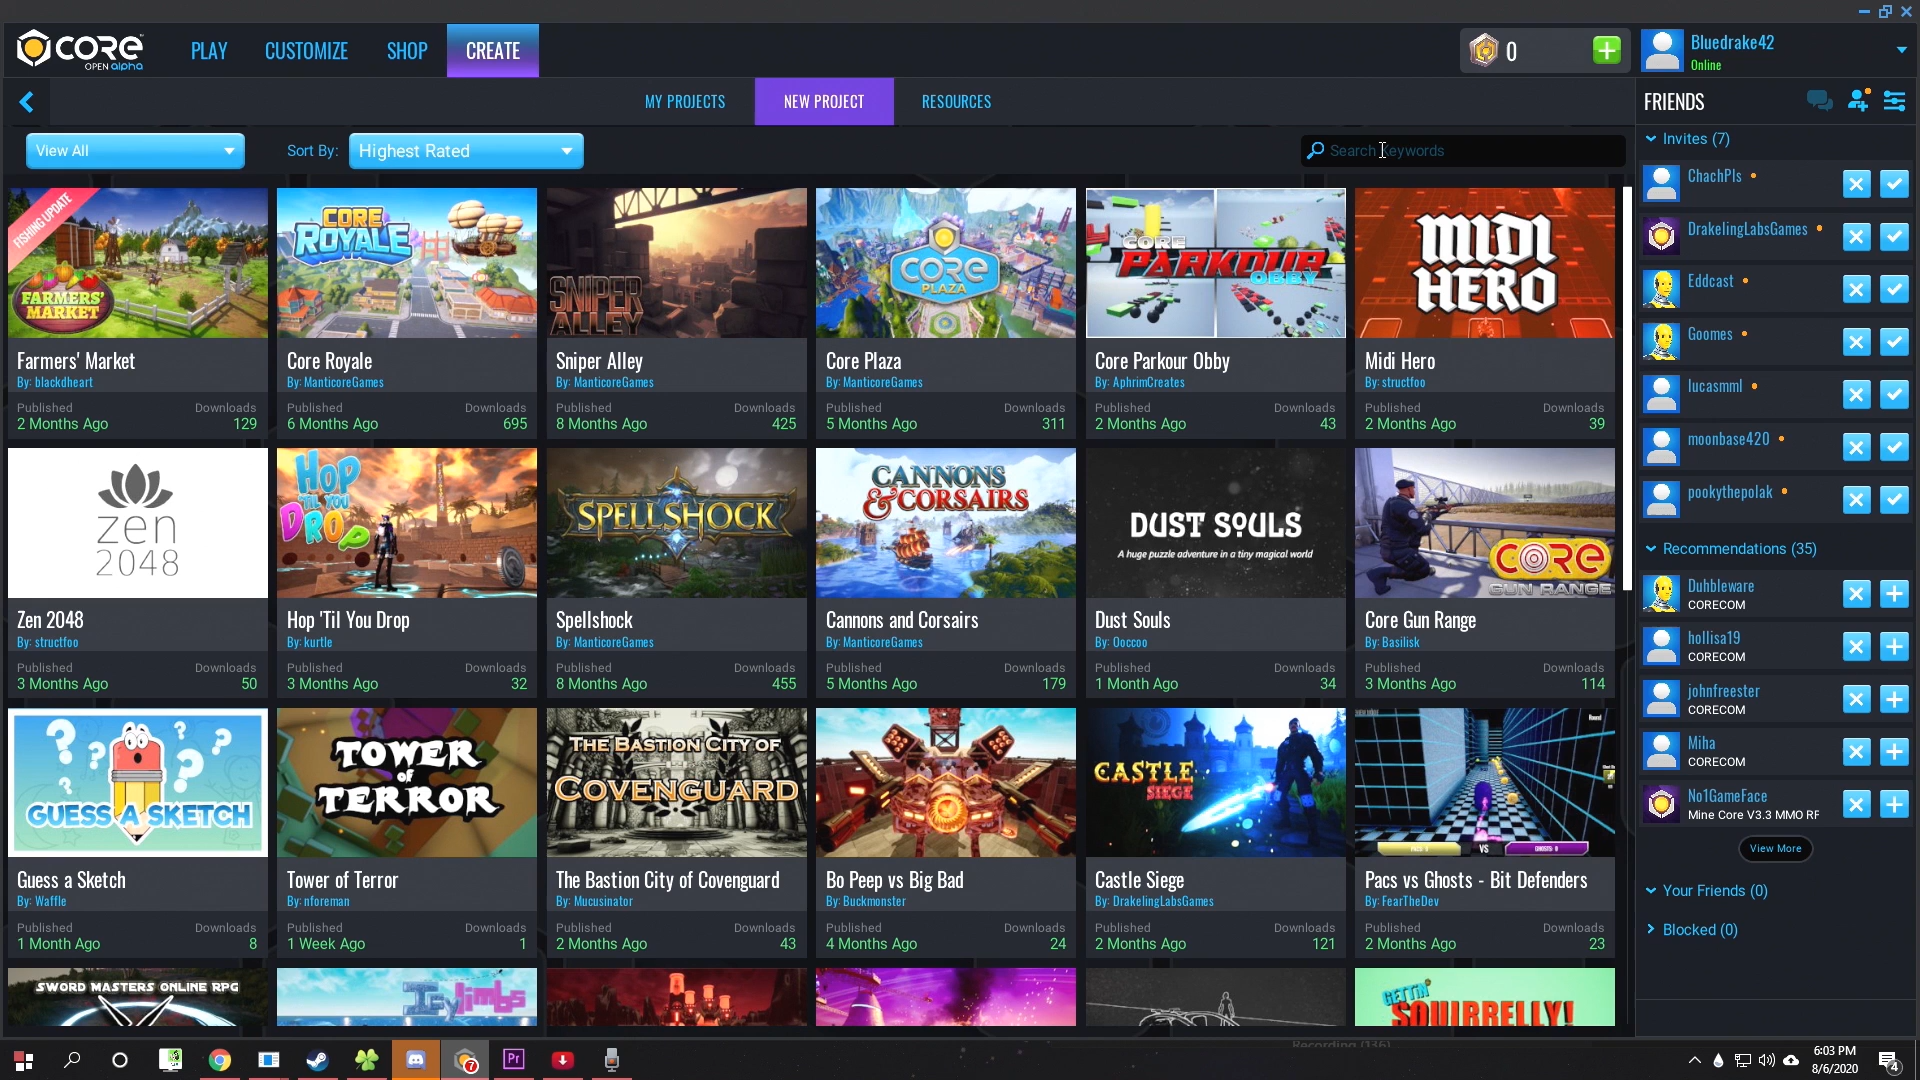 CORE
OPEN alpha
PLAY
CUSTOMIZE
SHOP
CREATE
0
Bluedrake42
Online
MY PROJECTS
NEW PROJECT
RESOURCES
FRIENDS
View All
Sort By:
Highest Rated
Search Keywords
FISHING UPDATE
FARMERS' MARKET
CORE ROYALE
SNIPER ALLEY
CORE PLAZA
CORE PARKOUR OBBY
MIDI HERO
Farmers' Market
By: blackdheart
Published
Downloads
2 Months Ago
129
Core Royale
By: ManticoreGames
Published
Downloads
6 Months Ago
695
Sniper Alley
By: ManticoreGames
Published
Downloads
8 Months Ago
425
Core Plaza
By: ManticoreGames
Published
Downloads
5 Months Ago
311
Core Parkour Obby
By: AphrimCreates
Published
Downloads
2 Months Ago
43
Midi Hero
By: structfoo
Published
Downloads
2 Months Ago
39
zen
2048
HOP 'TIL YOU DROP
SPELLSHOCK
CANNONS & CORSAIRS
DUST SOULS
A huge puzzle adventure in a tiny magical world
CORE
GUN RANGE
Zen 2048
By: structfoo
Published
Downloads
3 Months Ago
50
Hop 'Til You Drop
By: kurtle
Published
Downloads
3 Months Ago
32
Spellshock
By: ManticoreGames
Published
Downloads
8 Months Ago
455
Cannons and Corsairs
By: ManticoreGames
Published
Downloads
5 Months Ago
179
Dust Souls
By: Ooccoo
Published
Downloads
1 Month Ago
34
Core Gun Range
By: Basilisk
Published
Downloads
3 Months Ago
114
GUESS A SKETCH
TOWER OF TERROR
THE BASTION CITY OF
COVENGUARD
CASTLE
SIEGE
Round
VS
Guess a Sketch
By: Waffle
Published
Downloads
1 Month Ago
8
Tower of Terror
By: nforeman
Published
Downloads
1 Week Ago
1
The Bastion City of Covenguard
By: Mucusinator
Published
Downloads
2 Months Ago
43
Bo Peep vs Big Bad
By: Buckmonster
Published
Downloads
4 Months Ago
24
Castle Siege
By: DrakelingLabsGames
Published
Downloads
2 Months Ago
121
Pacs vs Ghosts - Bit Defenders
By: FearTheDev
Published
Downloads
2 Months Ago
23
SWORD MASTERS ONLINE RPG
Icy limbs
GETTIN'
SQUIRRELLY!
Invites (7)
ChachPls
DrakelingLabsGames
Eddcast
Goomes
lucasmml
moonbase420
pookythepolak
Recommendations (35)
Duhbleware
CORECOM
hollisa19
CORECOM
johnfreester
CORECOM
Miha
CORECOM
No1GameFace
Mine Core V3.3 MMO RF
View More
Your Friends (0)
Blocked (0)
Recording (136)
7
Pr
6:03 PM
8/6/2020
4